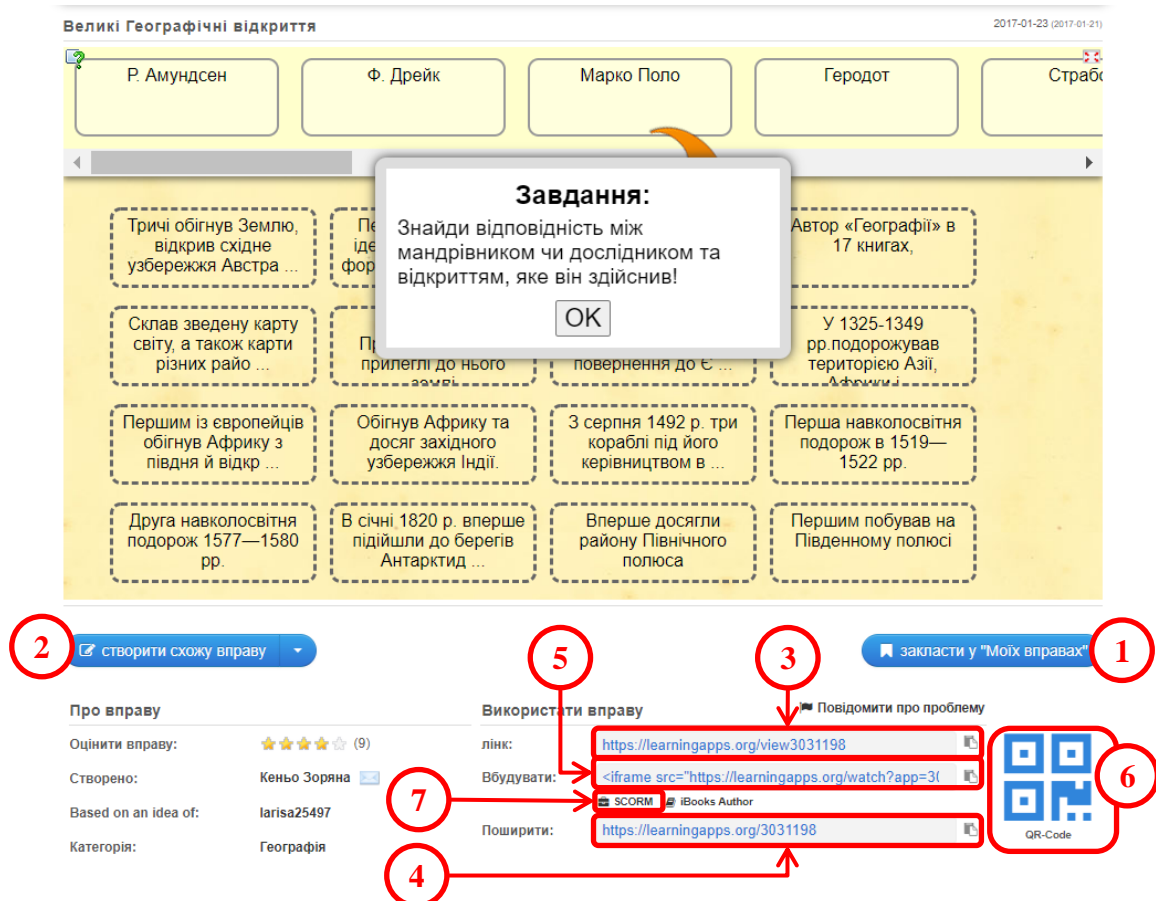 Великі Географічні відкриття
2017-01-23 (2017-01-21)
Р. Амундсен
Ф. Дрейк
Марко Поло
Геродот
Завдання:
Знайди відповідність між
мандрівником чи дослідником та
відкриттям, яке він здійснив!
OK
Тричі обігнув Землю,
відкрив східне
узбережжя Австра ...
Автор «Географії» в
17 книгах,
Склав зведену карту
світу, а також карти
різних райо ...
прилеглі до нього
повернення до Є ...
У 1325-1349
рр.подорожував
територією Азії,
Африки і
Першим із європейців
обігнув Африку з
півдня й відкр ...
Обігнув Африку та
досяг західного
узбережжя Індії.
3 серпня 1492 р. три
кораблі під його
керівництвом в ...
Перша навколосвітня
подорож в 1519—
1522 рр.
Друга навколосвітня
подорож 1577—1580
рр.
В січні 1820 р. вперше
підійшли до берегів
Антарктид ...
Вперше досягли
району Північного
полюса
Першим побував на
Південному полюсі
2
створити схожу вправу
5
3
закласти у "Моїх вправах"
1
Про вправу
Оцінити вправу: (9)
Створено: Кеньо Зоряна
Based on an idea of: larisa25497
Категорія: Географія
Використати вправу
Повідомити про проблему
лінк: https://learningapps.org/view3031198
Вбудувати: <iframe src="https://learningapps.org/watch?app=3(
7
SCORM iBooks Author
Поширити: https://learningapps.org/3031198
6
QR-Code
4